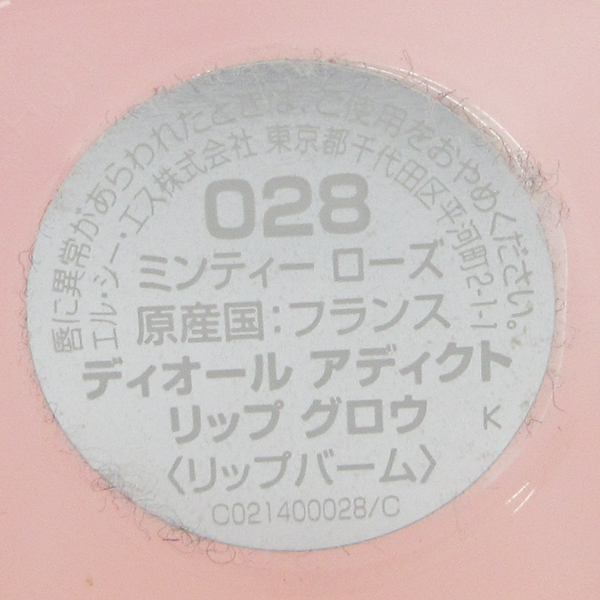 唇に異常があらわれたときは、ご使用をおやめください。
エル・シー・エス株式会社 東京都千代田区平河町2-1-1
028
ミンティー ローズ
原産国:フランス
ディオール アディクト
リップ グロウ
K
〈リップバーム〉
C021400028/C